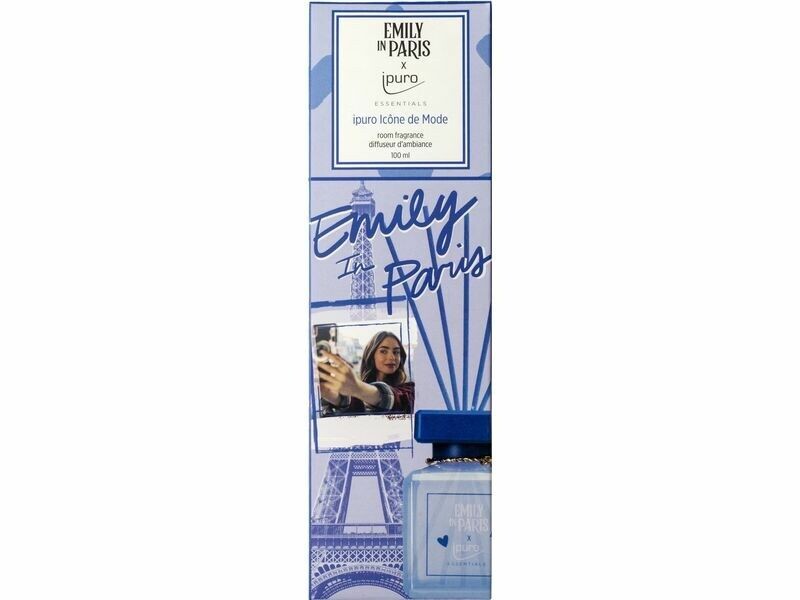 EMILY
IN PARIS
X
ipuro
ESSENTIALS
ipuro Icône de Mode
room fragrance
diffuseur d'ambiance
100 ml
Emily
In Paris
EMILY
IN PARIS
X
ipuro
ESSENTIALS